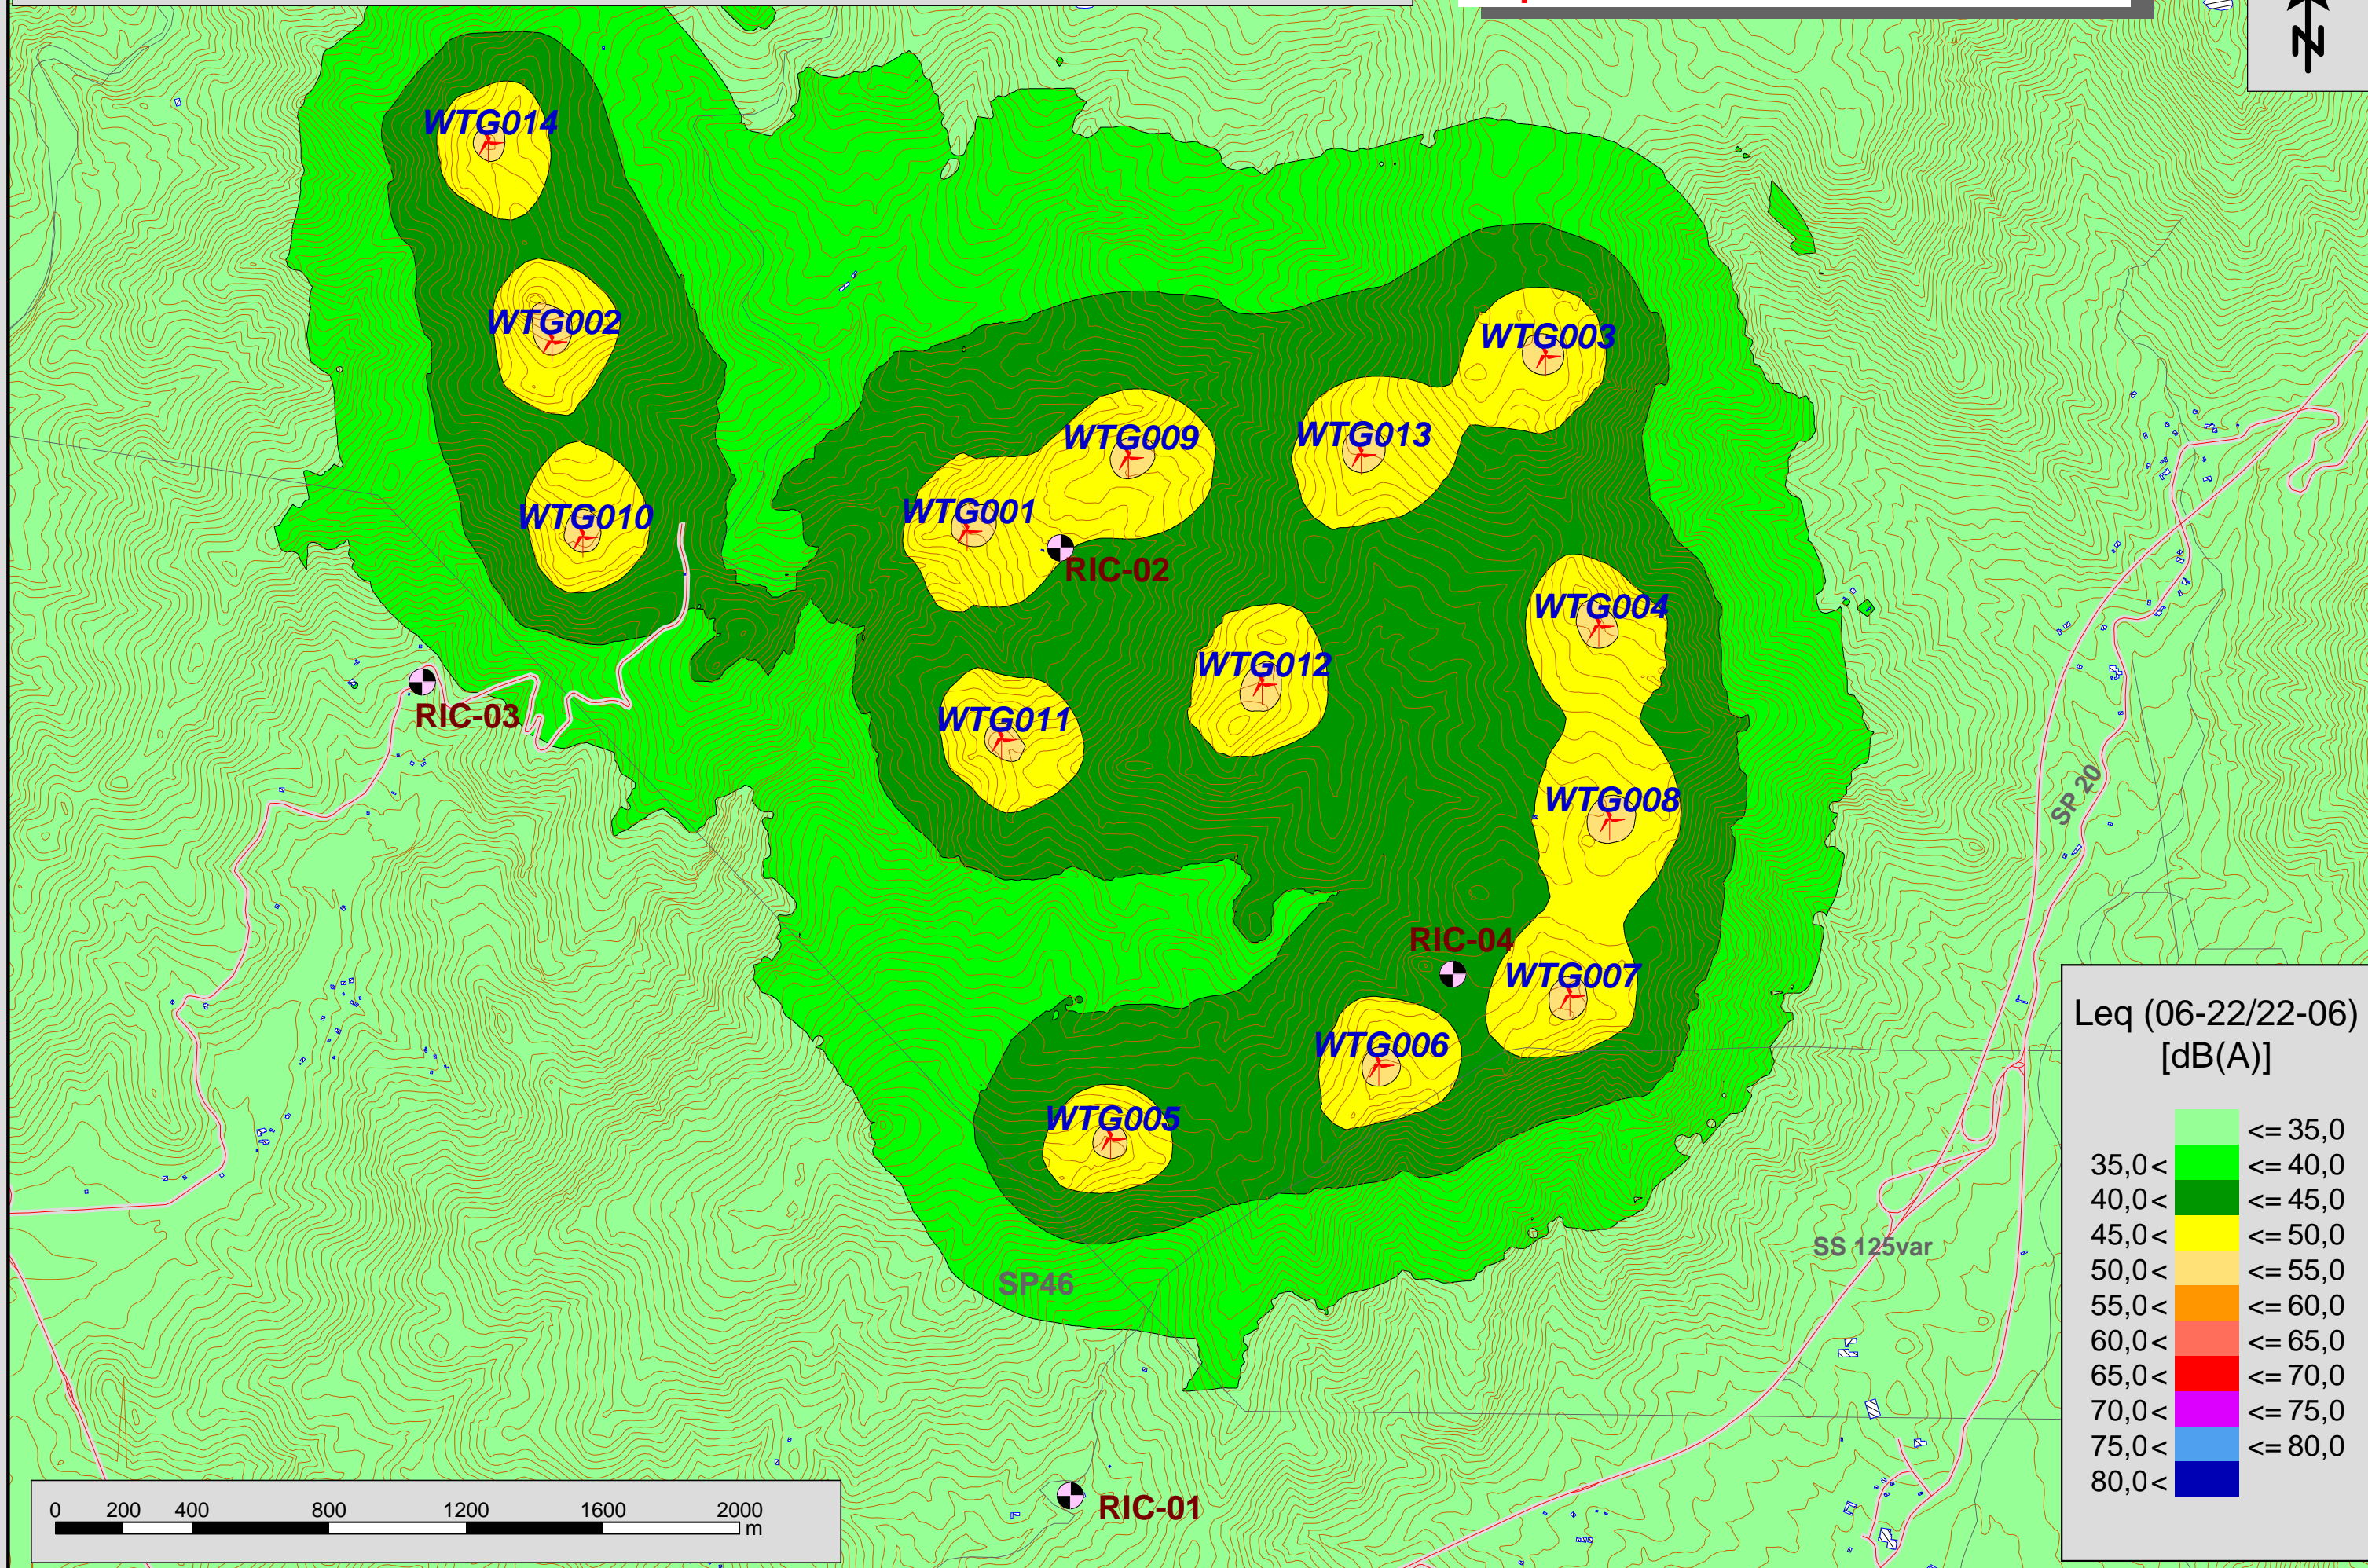 N
WTG014
WTG002
WTG003
WTG009
WTG013
WTG001
WTG010
RIC-02
WTG004
WTG012
RIC-03
WTG011
SP 20
WTG008
RIC-04
WTG007
WTG006
WTG005
SS 125var
SP46
RIC-01
Leq (06-22/22-06)
[dB(A)]
<= 35,0
35,0< <= 40,0
40,0< <= 45,0
45,0< <= 50,0
50,0< <= 55,0
55,0< <= 60,0
60,0< <= 65,0
65,0< <= 70,0
70,0< <= 75,0
75,0< <= 80,0
80,0<
0 200 400 800 1200 1600 2000
m